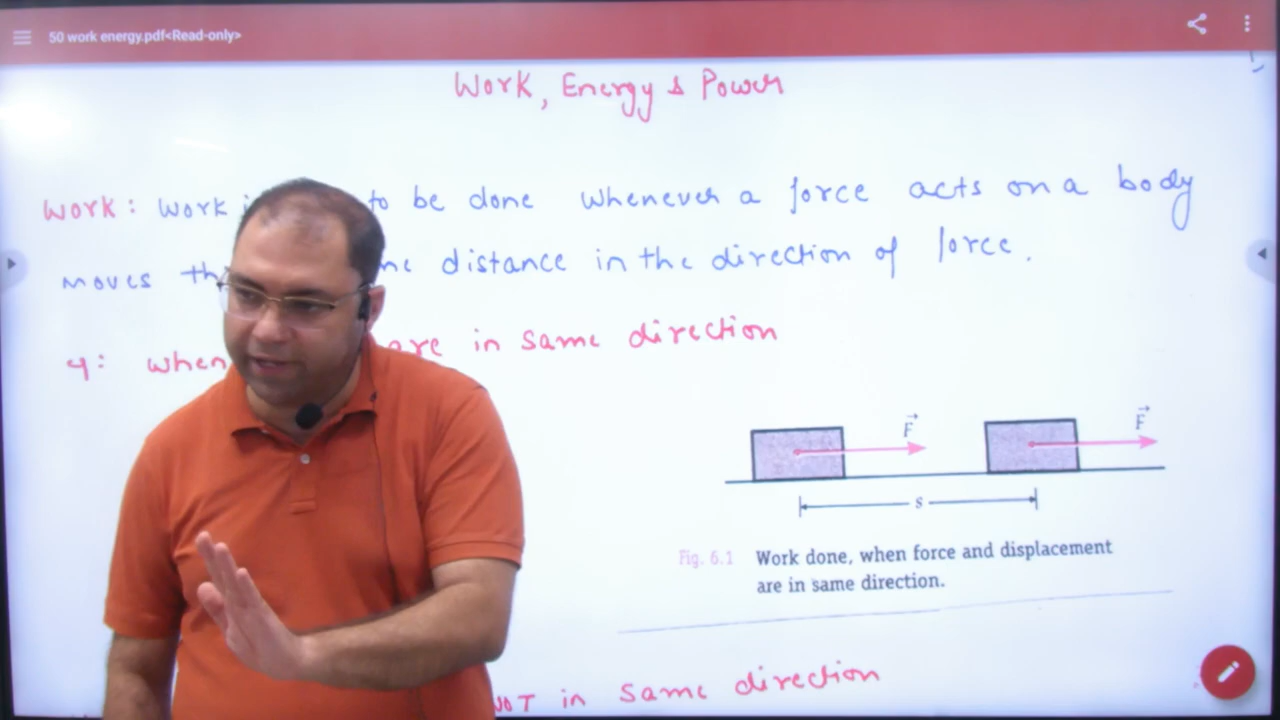 50 work energy.pdf<Read-only>
Work, Energy & Power
Work: Work to be done whenever a force acts on a body
moves distance in the direction of force.
when are in same direction
F F
s
Fig. 6.1 Work done, when force and displacement
are in same direction.
NOT in same direction